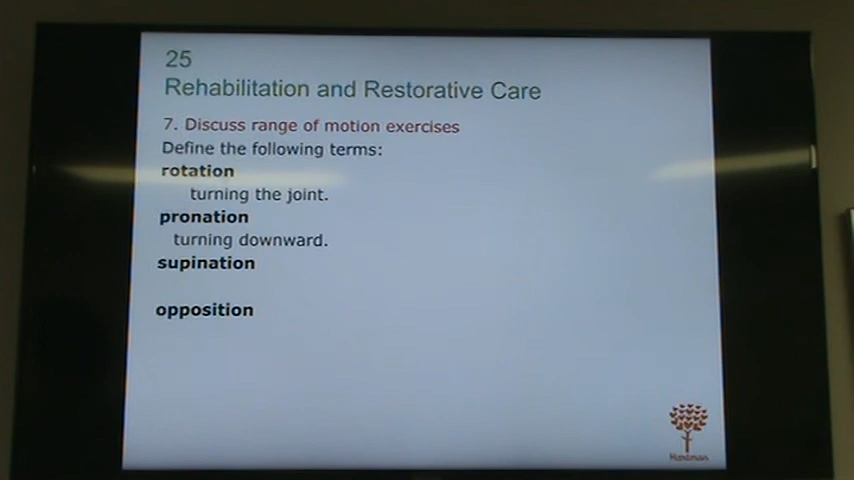 25
Rehabilitation and Restorative Care
7. Discuss range of motion exercises
Define the following terms:
rotation
turning the joint.
pronation
turning downward.
supination
opposition
Hartman